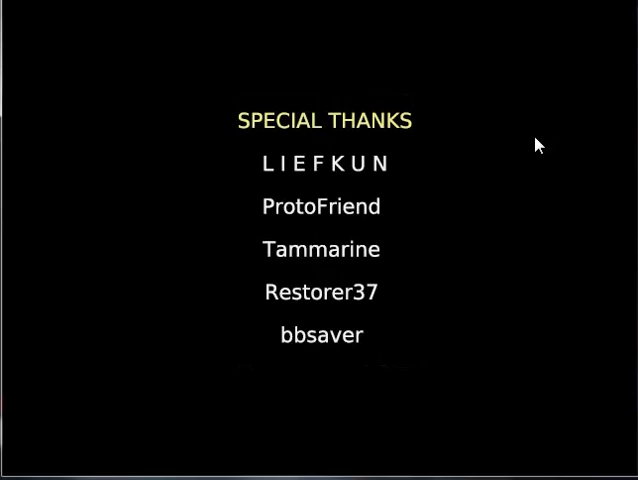 SPECIAL THANKS
L I E F K U N
ProtoFriend
Tammarine
Restorer37
bbsaver